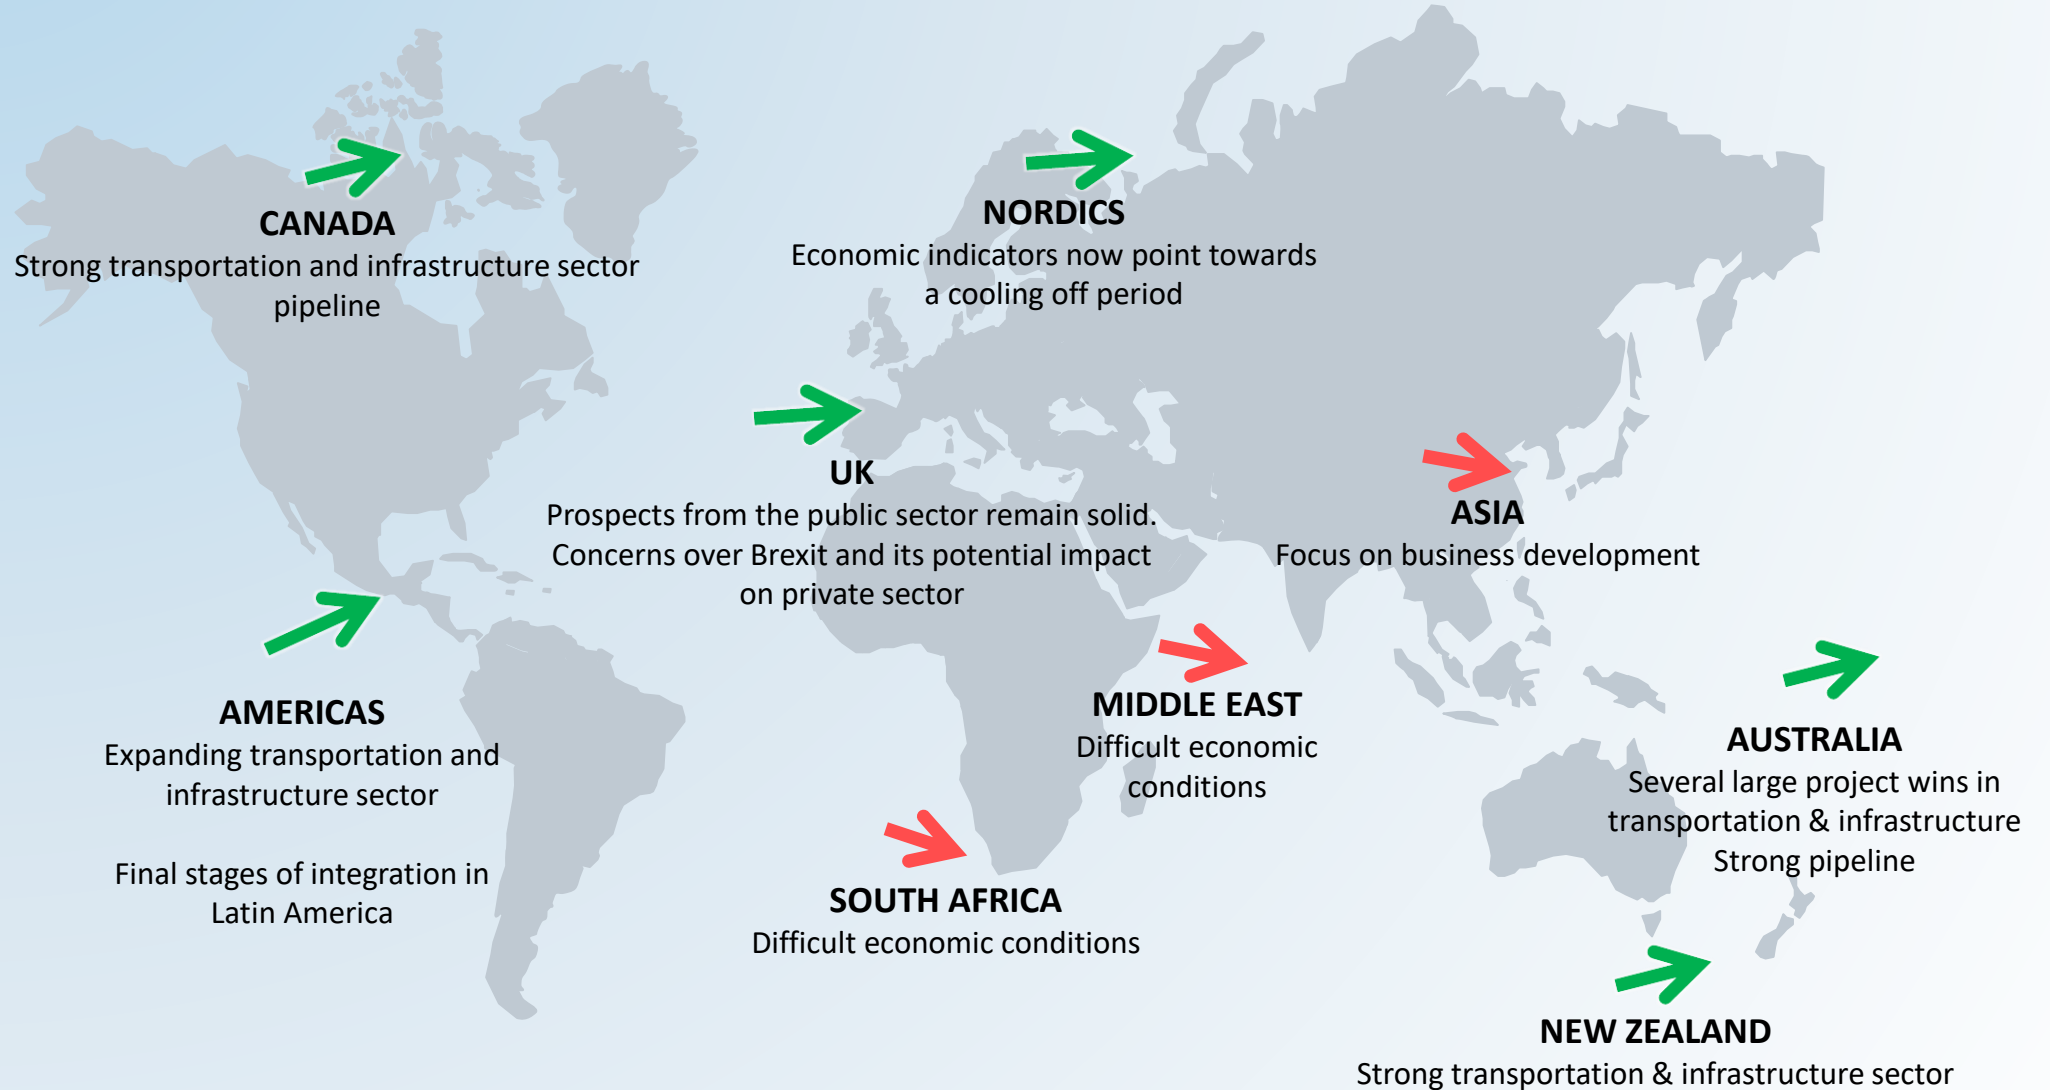 CANADA
Strong transportation and infrastructure sector
pipeline
NORDICS
Economic indicators now point towards
a cooling off period
UK
Prospects from the public sector remain solid.
Concerns over Brexit and its potential impact
on private sector
ASIA
Focus on business development
AMERICAS
Expanding transportation and
infrastructure sector
Final stages of integration in
Latin America
MIDDLE EAST
Difficult economic
conditions
SOUTH AFRICA
Difficult economic conditions
AUSTRALIA
Several large project wins in
transportation & infrastructure
Strong pipeline
NEW ZEALAND
Strong transportation & infrastructure sector